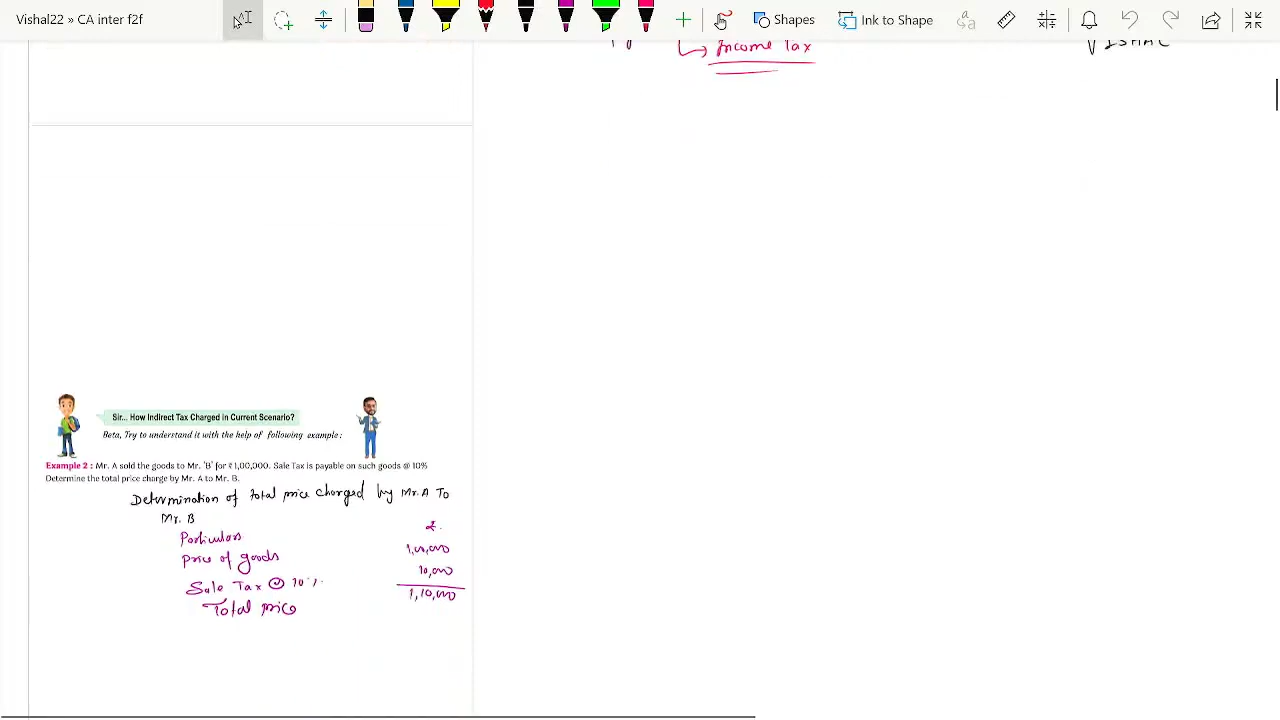 Vishal22 » CA inter f2f
Shapes
Ink to Shape
Income Tax
VISHAL
Sir... How Indirect Tax Charged in Current Scenario?
Beta, Try to understand it with the help of following example :
Example 2 : Mr. A sold the goods to Mr. 'B' for ₹ 1,00,000. Sale Tax is payable on such goods @ 10%
Determine the total price charge by Mr. A to Mr. B.
Determination of total price charged by Mr. A To
Mr. B
Particulars ₹.
Price of goods 1,00,000
Sale Tax @ 10% 10,000
Total price 1,10,000